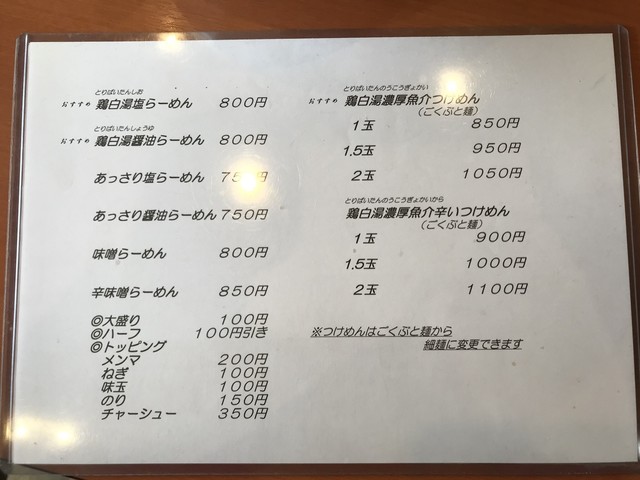 とりぱいたんしお
おすすめ 鶏白湯塩らーめん 800円
とりぱいたんしょうゆ
おすすめ 鶏白湯醤油らーめん 800円
あっさり塩らーめん 750円
あっさり醤油らーめん 750円
味噌らーめん 800円
辛味噌らーめん 850円
◎大盛り 100円
◎ハーフ 100円引き
◎トッピング
メンマ 200円
ねぎ 100円
味玉 100円
のり 150円
チャーシュー 350円
とりぱいたんのうこうぎょかい
おすすめ 鶏白湯濃厚魚介つけめん
(ごくぶと麺)
1玉 850円
1.5玉 950円
2玉 1050円
とりぱいたんのうこうぎょかいから
鶏白湯濃厚魚介辛いつけめん
(ごくぶと麺)
1玉 900円
1.5玉 1000円
2玉 1100円
※つけめんはごくぶと麺から
細麺に変更できます